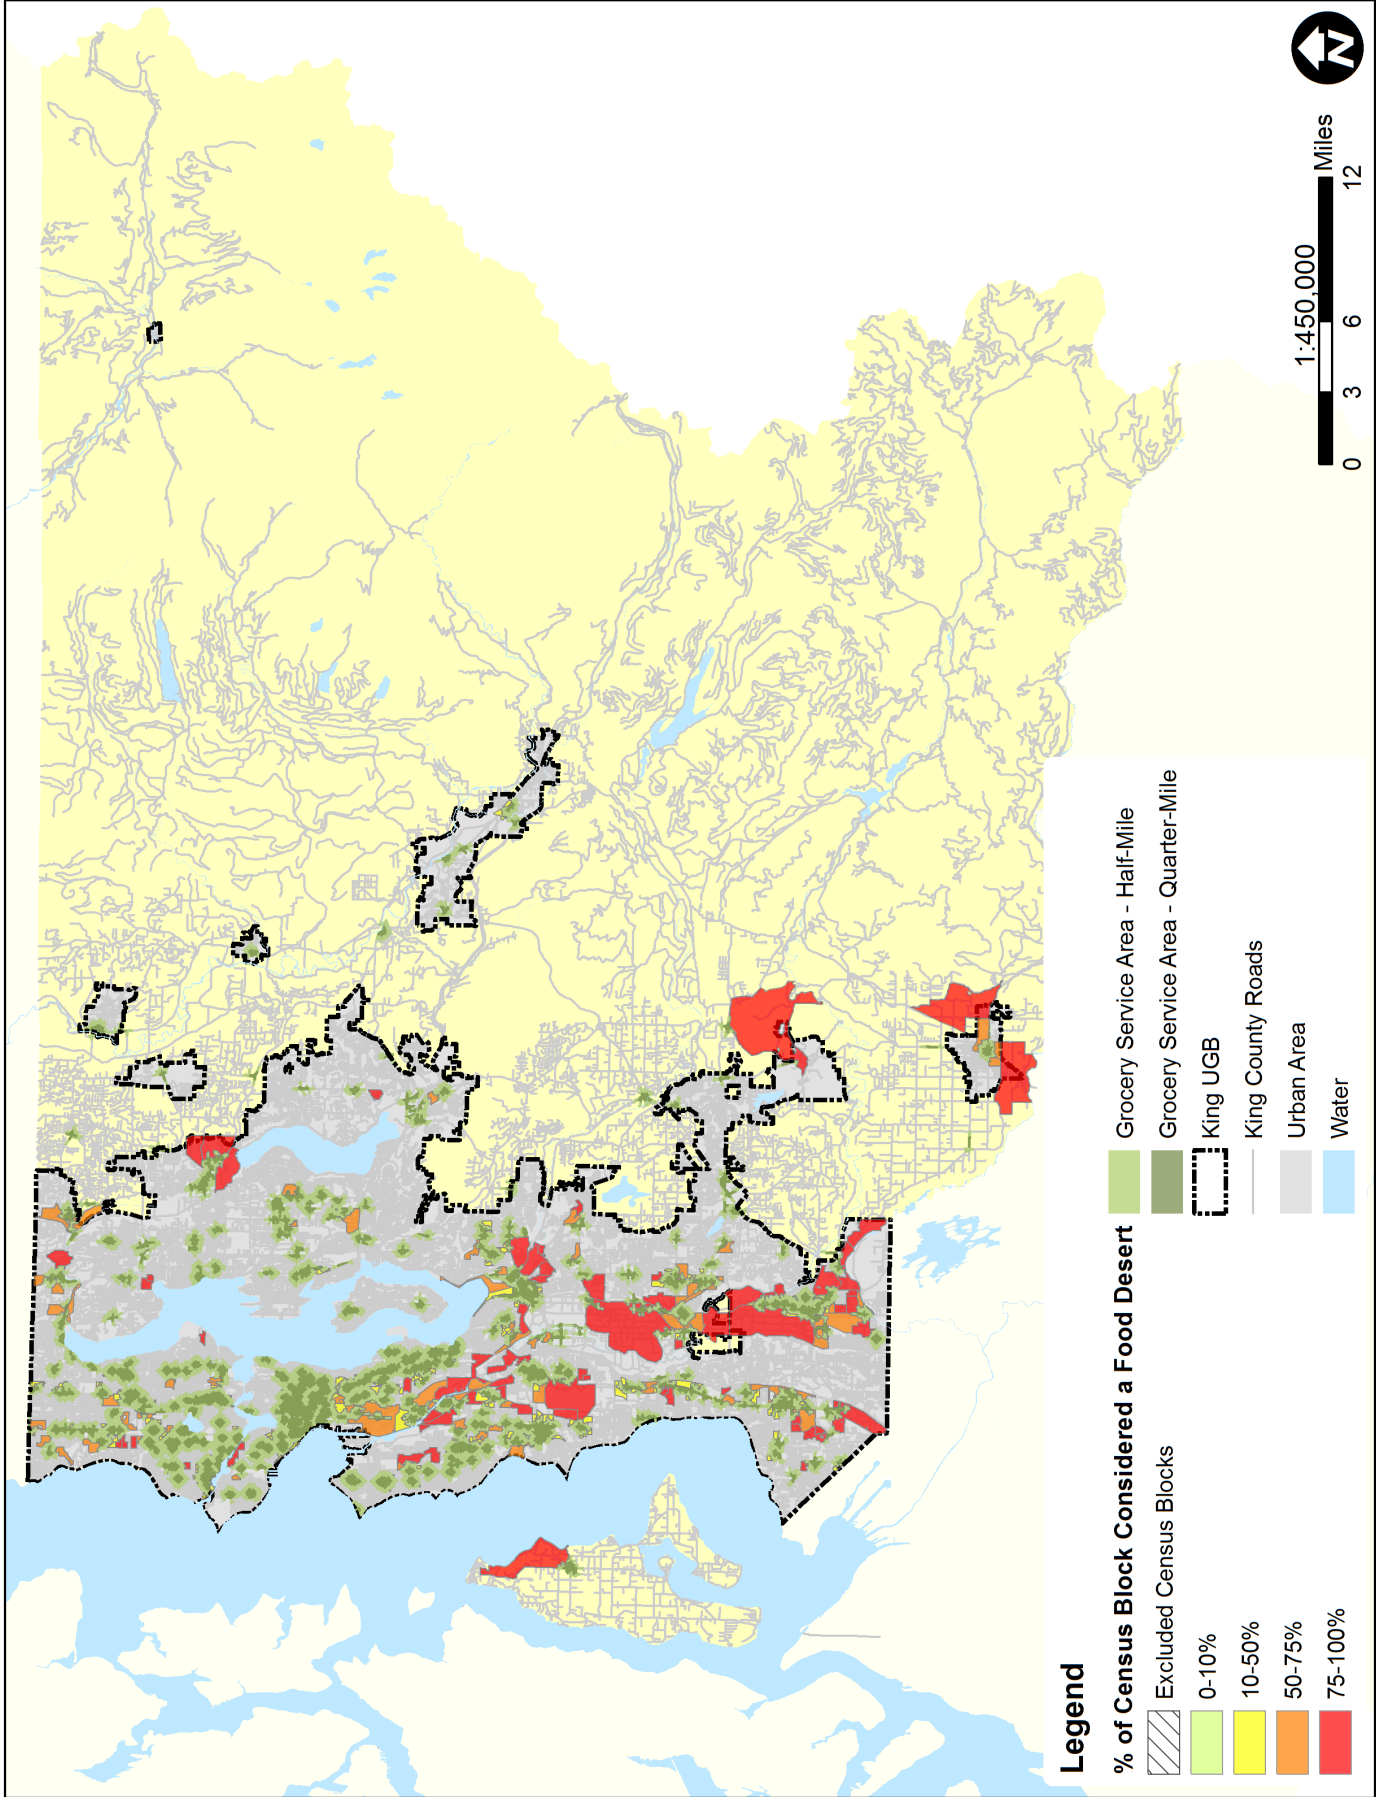 Legend
% of Census Block Considered a Food Desert
Excluded Census Blocks
0-10%
10-50%
50-75%
75-100%
Grocery Service Area - Half-Mile
Grocery Service Area - Quarter-Mile
King UGB
King County Roads
Urban Area
Water
1:450,000
0 3 6 12 Miles
N